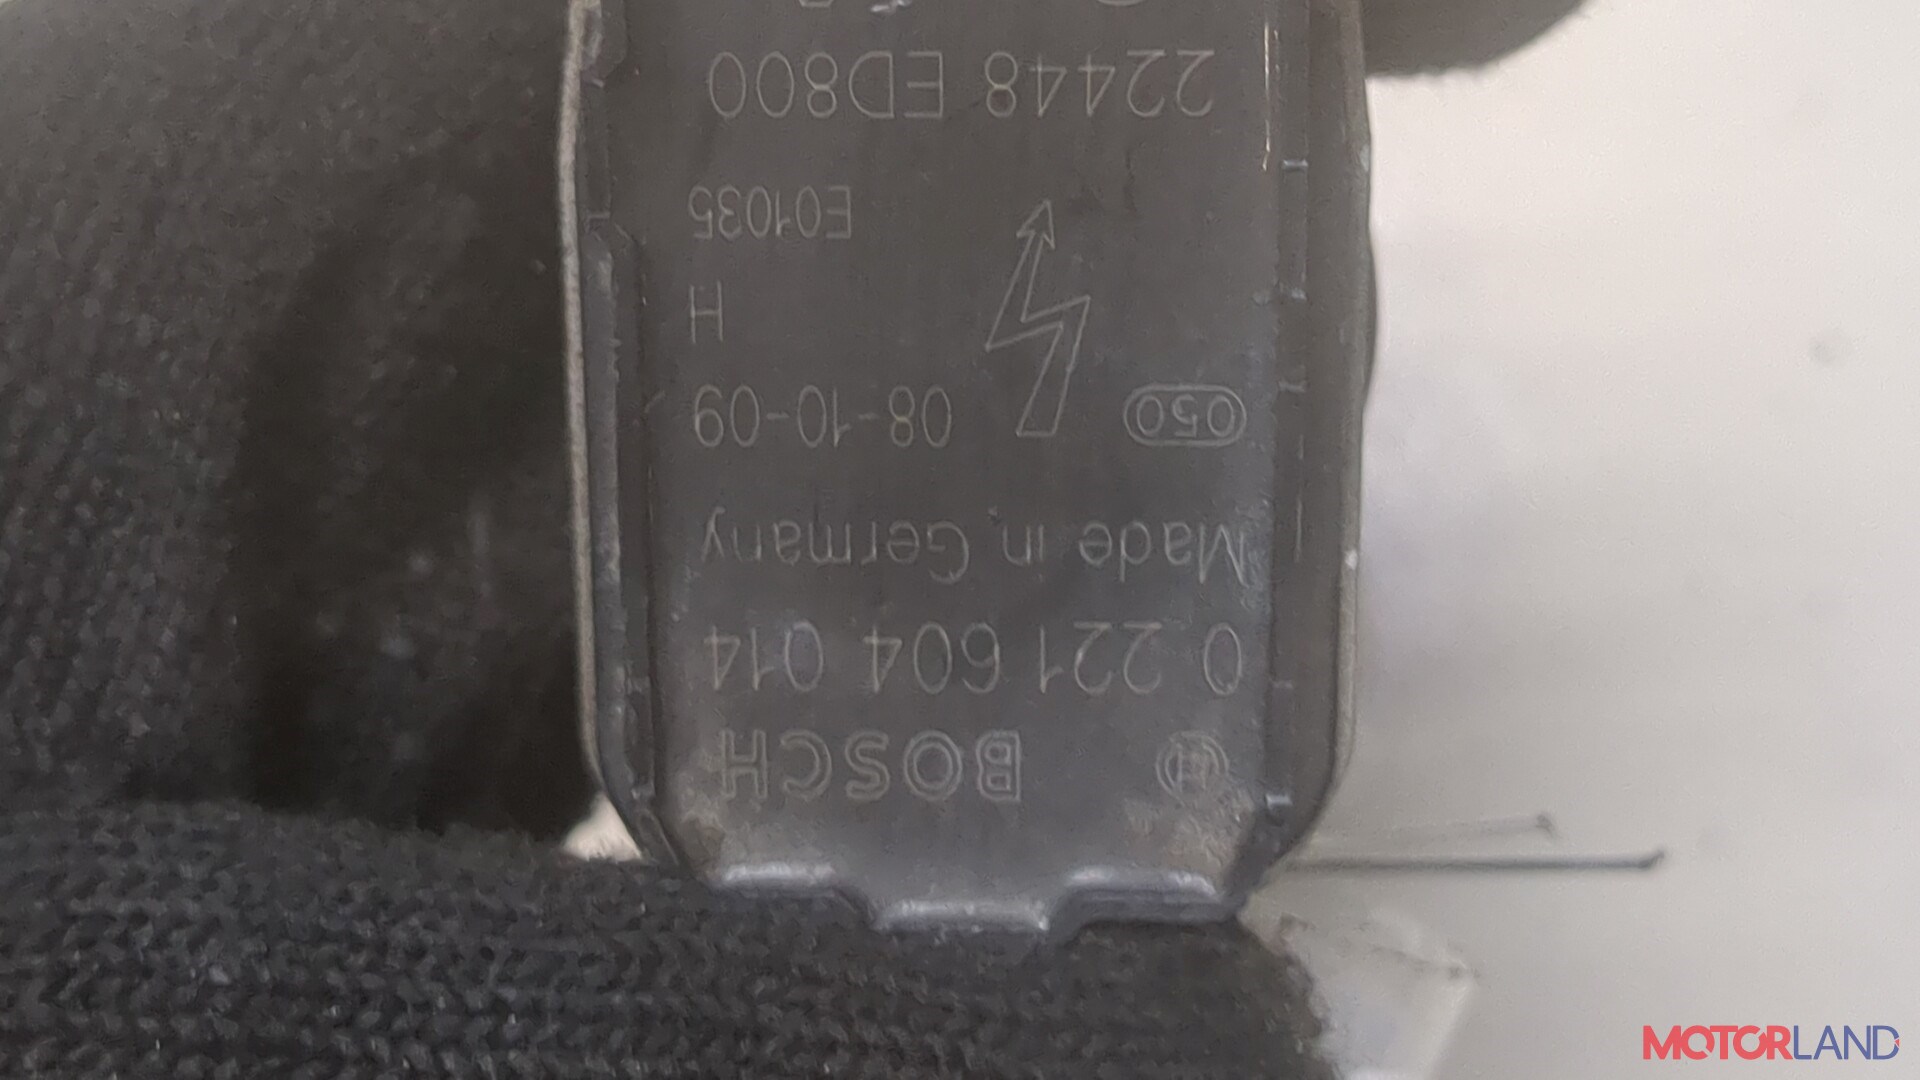 BOSCH
0 221 604 014
Made in Germany
050 08-10-09
H
E01035
22448 ED800
MOTORLAND